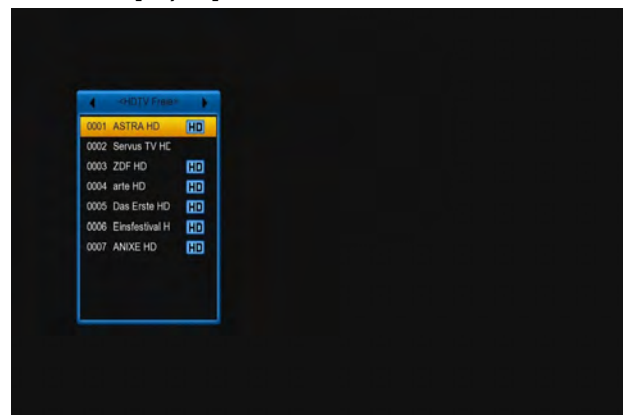 <HDTV Free>
0001 ASTRA HD HD
0002 Servus TV HD
0003 ZDF HD HD
0004 arte HD HD
0005 Das Erste HD HD
0006 Einsfestival H HD
0007 ANIXE HD HD